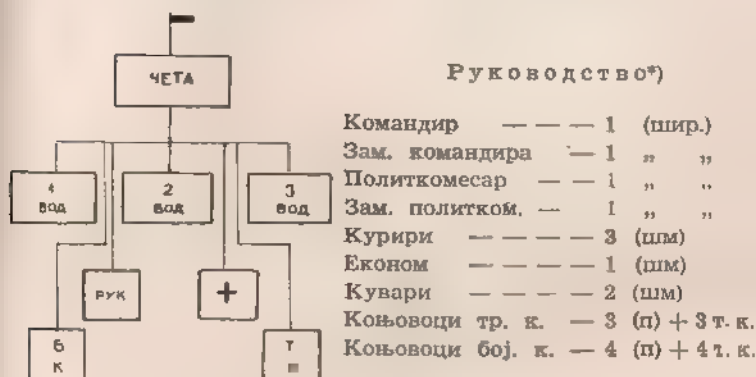 ЧЕТА
1 ВОД
2 ВОД
3 ВОД
РУК
+
Б К
Т Ш
Руководство*)
Командир — — — 1 (шир.)
Зам. командира — 1 „ „
Политкомесар — — 1 „ „
Зам. политком. — 1 „ „
Курири — — — — 3 (шм)
Економ — — — — 1 (шм)
Кувари — — — — 2 (шм)
Коњовоци тр. к. — 3 (п) + 3 т. к.
Коњовоци бој. к. — 4 (п) + 4 т. к.